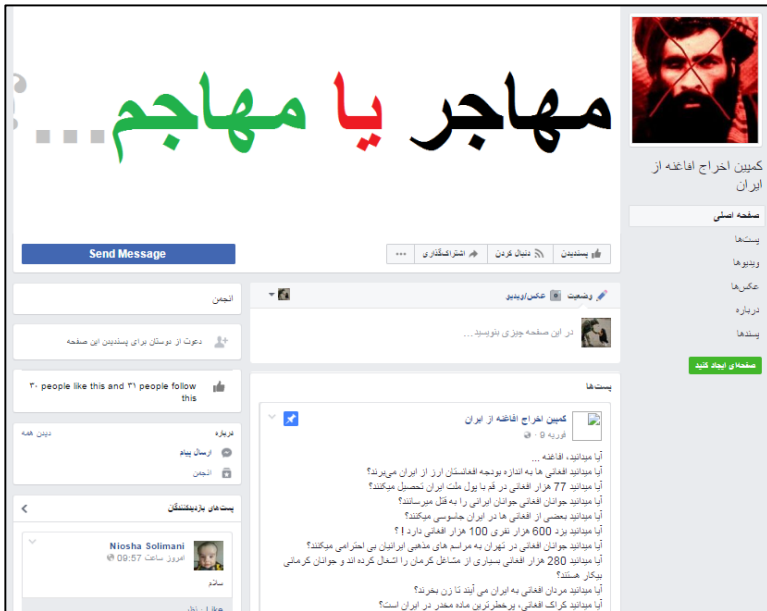 مهاجر یا مهاجم...؟
کمپین اخراج افاغنه از ایران
صفحه اصلی
پست‌ها
ویدیوها
عکس‌ها
درباره
پسندها
صفحه‌ای ایجاد کنید
پسندیدن
دنبال کردن
اشتراک‌گذاری
Send Message
وضعیت
عکس/ویدیو
در این صفحه چیزی بنویسید...
پست‌ها
کمپین اخراج افاغنه از ایران
فوریه 9
آیا میدانید، افاغنه ...
آیا میدانید افغانی ها به اندازه بودجه افغانستان ارز از ایران می‌برند؟
آیا میدانید 77 هزار افغانی در قم با پول ملت ایران تحصیل میکنند؟
آیا میدانید جوانان افغانی جوانان ایرانی را به قتل میرسانند؟
آیا میدانید بعضی از افغانی ها در ایران جاسوسی میکنند؟
آیا میدانید یزد 600 هزار نفری 100 هزار افغانی دارد ! ؟
آیا میدانید جوانان افغانی در تهران به مراسم های مذهبی ایرانیان بی احترامی میکنند؟
آیا میدانید 280 هزار افغانی بسیاری از مشاغل کرمان را اشغال کرده اند و جوانان کرمانی
بیکار هستند؟
آیا میدانید مردان افغانی به ایران می آیند تا زن بخرند؟
آیا میدانید کراک افغانی، پرخطرترین ماده مخدر در ایران است؟
انجمن
دعوت از دوستان برای پسندیدن این صفحه
۳۰ people like this and ۳۱ people follow
this
درباره
دیدن همه
ارسال پیام
انجمن
پست‌های بازدیدکنندگان
Niosha Solimani
امروز ساعت 09:57
سلام